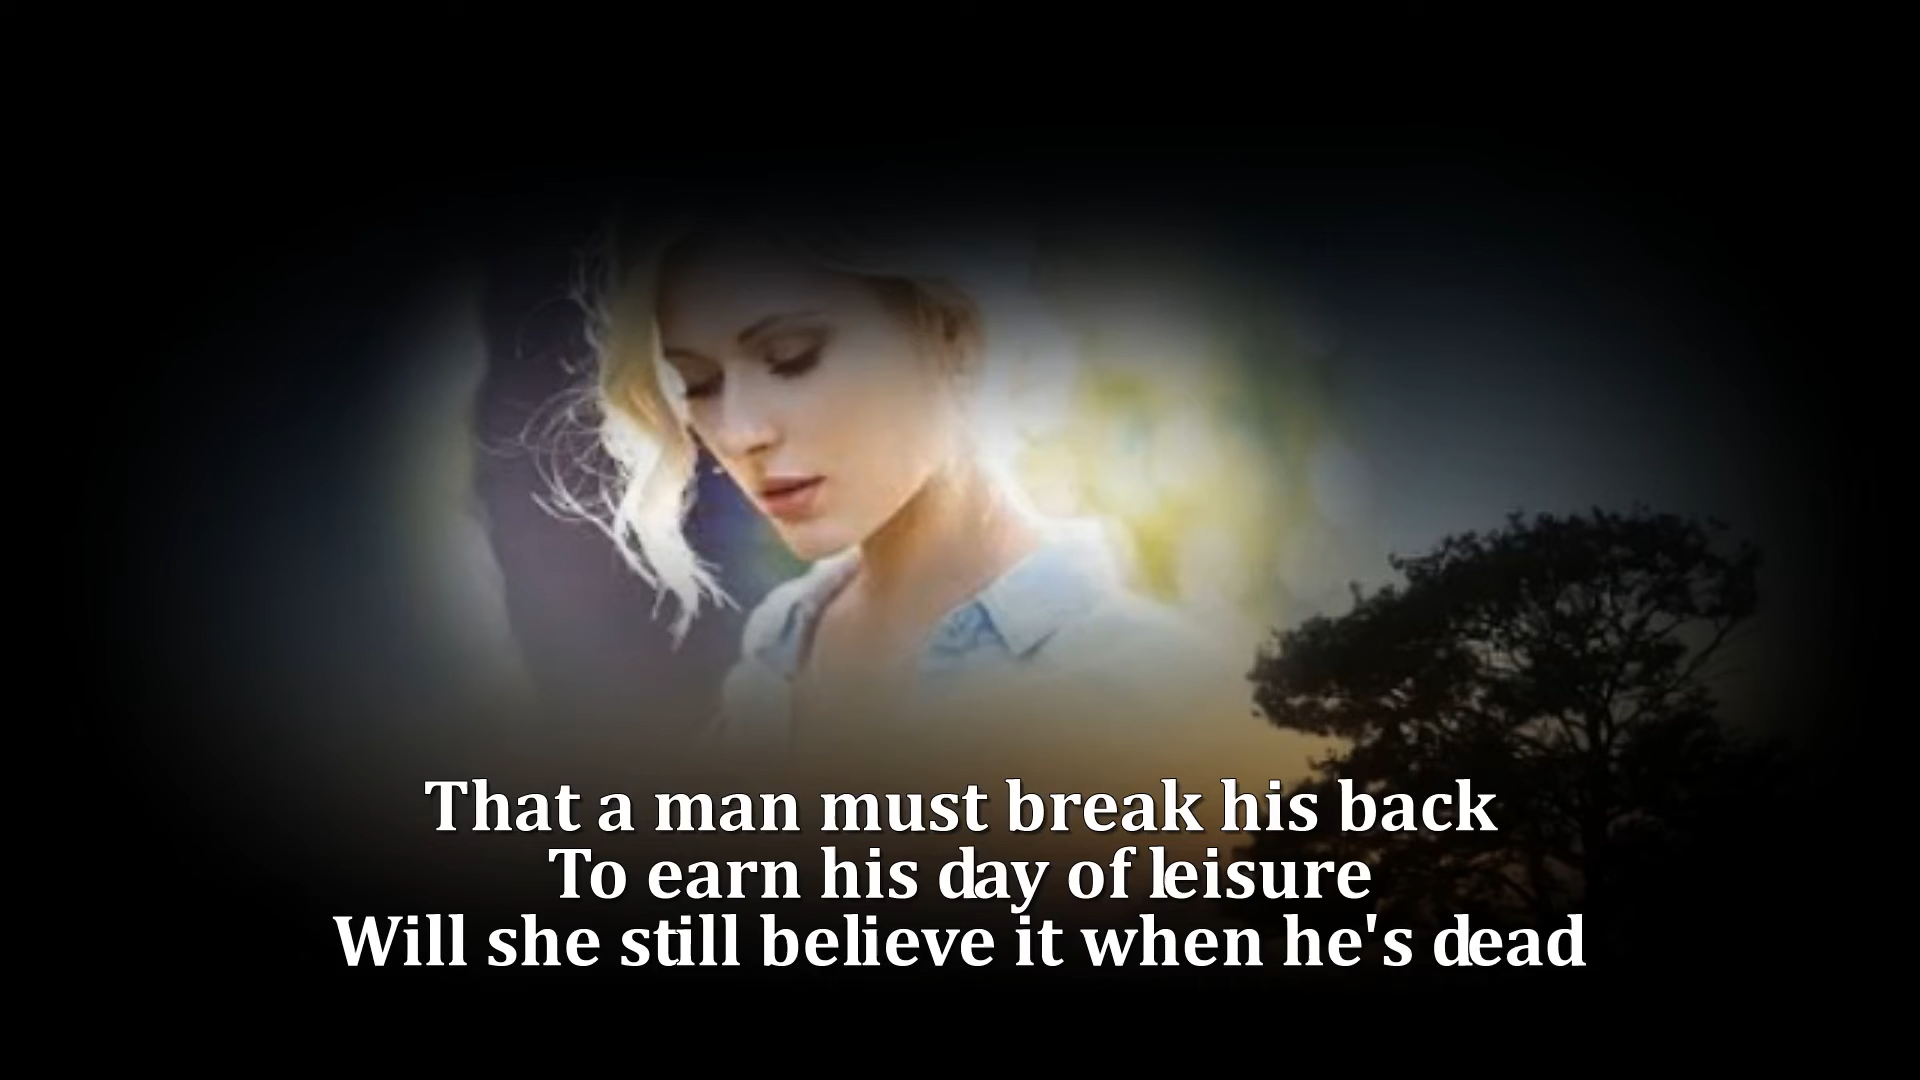 That a man must break his back
To earn his day of leisure
Will she still believe it when he's dead